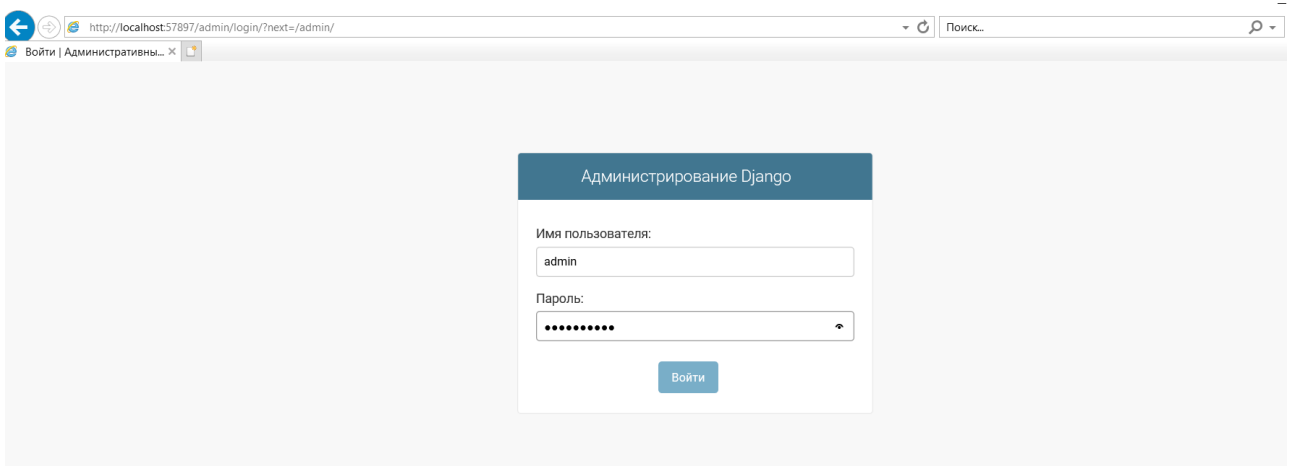 http://localhost:57897/admin/login/?next=/admin/
Поиск...
Войти | Административны...
Администрирование Django
Имя пользователя:
admin
Пароль:
••••••••••
Войти